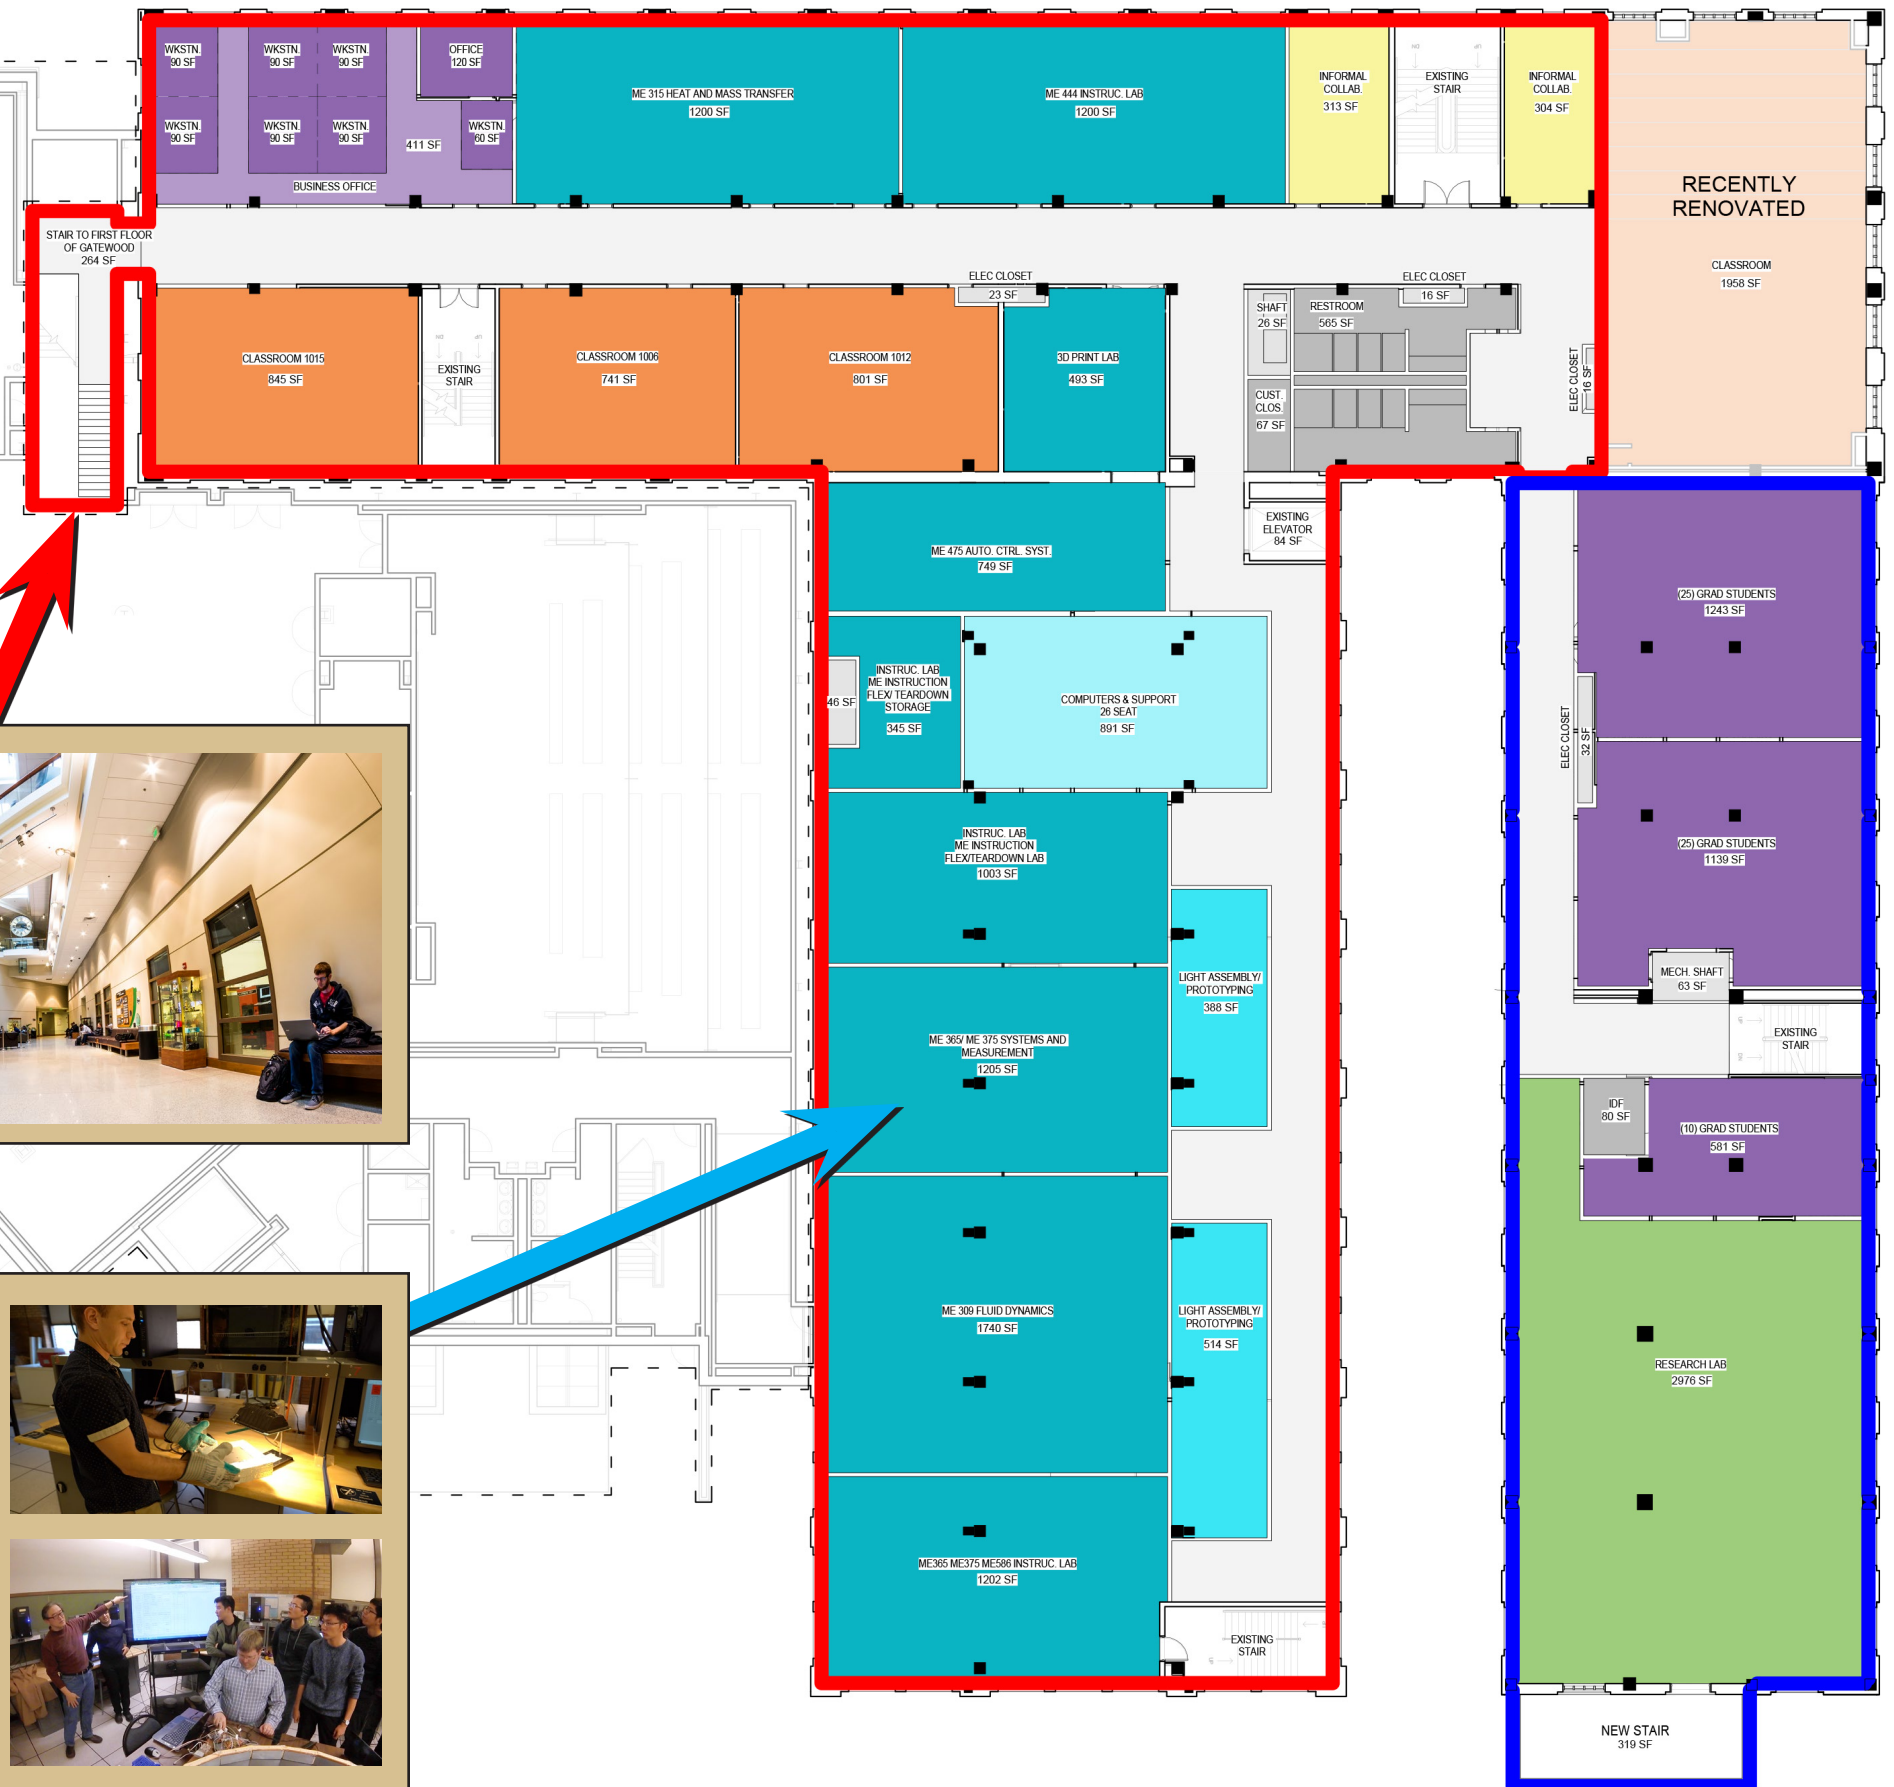 WKSTN.
90 SF
WKSTN.
90 SF
WKSTN.
90 SF
OFFICE
120 SF
WKSTN.
90 SF
WKSTN.
90 SF
WKSTN.
90 SF
WKSTN.
60 SF
411 SF
BUSINESS OFFICE
ME 315 HEAT AND MASS TRANSFER
1200 SF
ME 444 INSTRUC. LAB
1200 SF
INFORMAL
COLLAB.
313 SF
DN
UP
EXISTING
STAIR
INFORMAL
COLLAB.
304 SF
RECENTLY
RENOVATED
CLASSROOM
1958 SF
STAIR TO FIRST FLOOR
OF GATEWOOD
264 SF
CLASSROOM 1015
845 SF
DN
UP
EXISTING
STAIR
CLASSROOM 1006
741 SF
CLASSROOM 1012
801 SF
ELEC CLOSET
23 SF
3D PRINT LAB
493 SF
SHAFT
26 SF
RESTROOM
565 SF
ELEC CLOSET
16 SF
CUST.
CLOS.
67 SF
ELEC CLOSET
16 SF
EXISTING
ELEVATOR
84 SF
ME 475 AUTO. CTRL. SYST.
749 SF
46 SF
INSTRUC. LAB
ME INSTRUCTION
FLEX/ TEARDOWN
STORAGE
345 SF
COMPUTERS & SUPPORT
26 SEAT
891 SF
INSTRUC. LAB
ME INSTRUCTION
FLEX/TEARDOWN LAB
1003 SF
LIGHT ASSEMBLY/
PROTOTYPING
388 SF
ME 365/ ME 375 SYSTEMS AND
MEASUREMENT
1205 SF
ME 309 FLUID DYNAMICS
1740 SF
LIGHT ASSEMBLY/
PROTOTYPING
514 SF
ME365 ME375 ME586 INSTRUC. LAB
1202 SF
EXISTING
STAIR
(25) GRAD STUDENTS
1243 SF
ELEC CLOSET
32 SF
(25) GRAD STUDENTS
1139 SF
MECH. SHAFT
63 SF
UP
DN
EXISTING
STAIR
IDF
80 SF
(10) GRAD STUDENTS
581 SF
RESEARCH LAB
2976 SF
NEW STAIR
319 SF